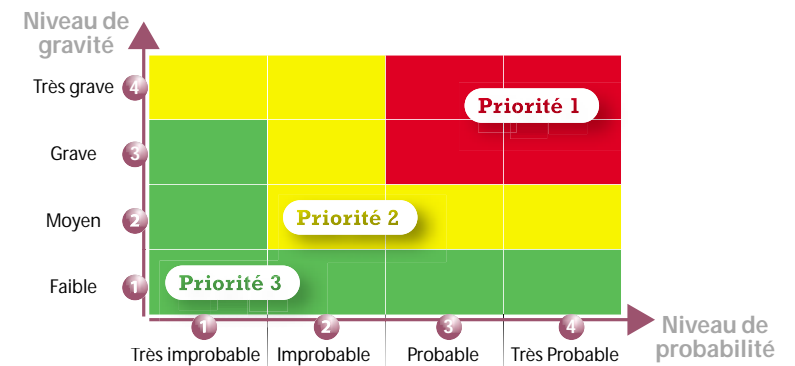 Niveau de
gravité
Très grave 4
Priorité 1
Grave 3
Moyen 2
Priorité 2
Faible 1
Priorité 3
1 2 3 4
Très improbable Improbable Probable Très Probable
Niveau de
probabilité